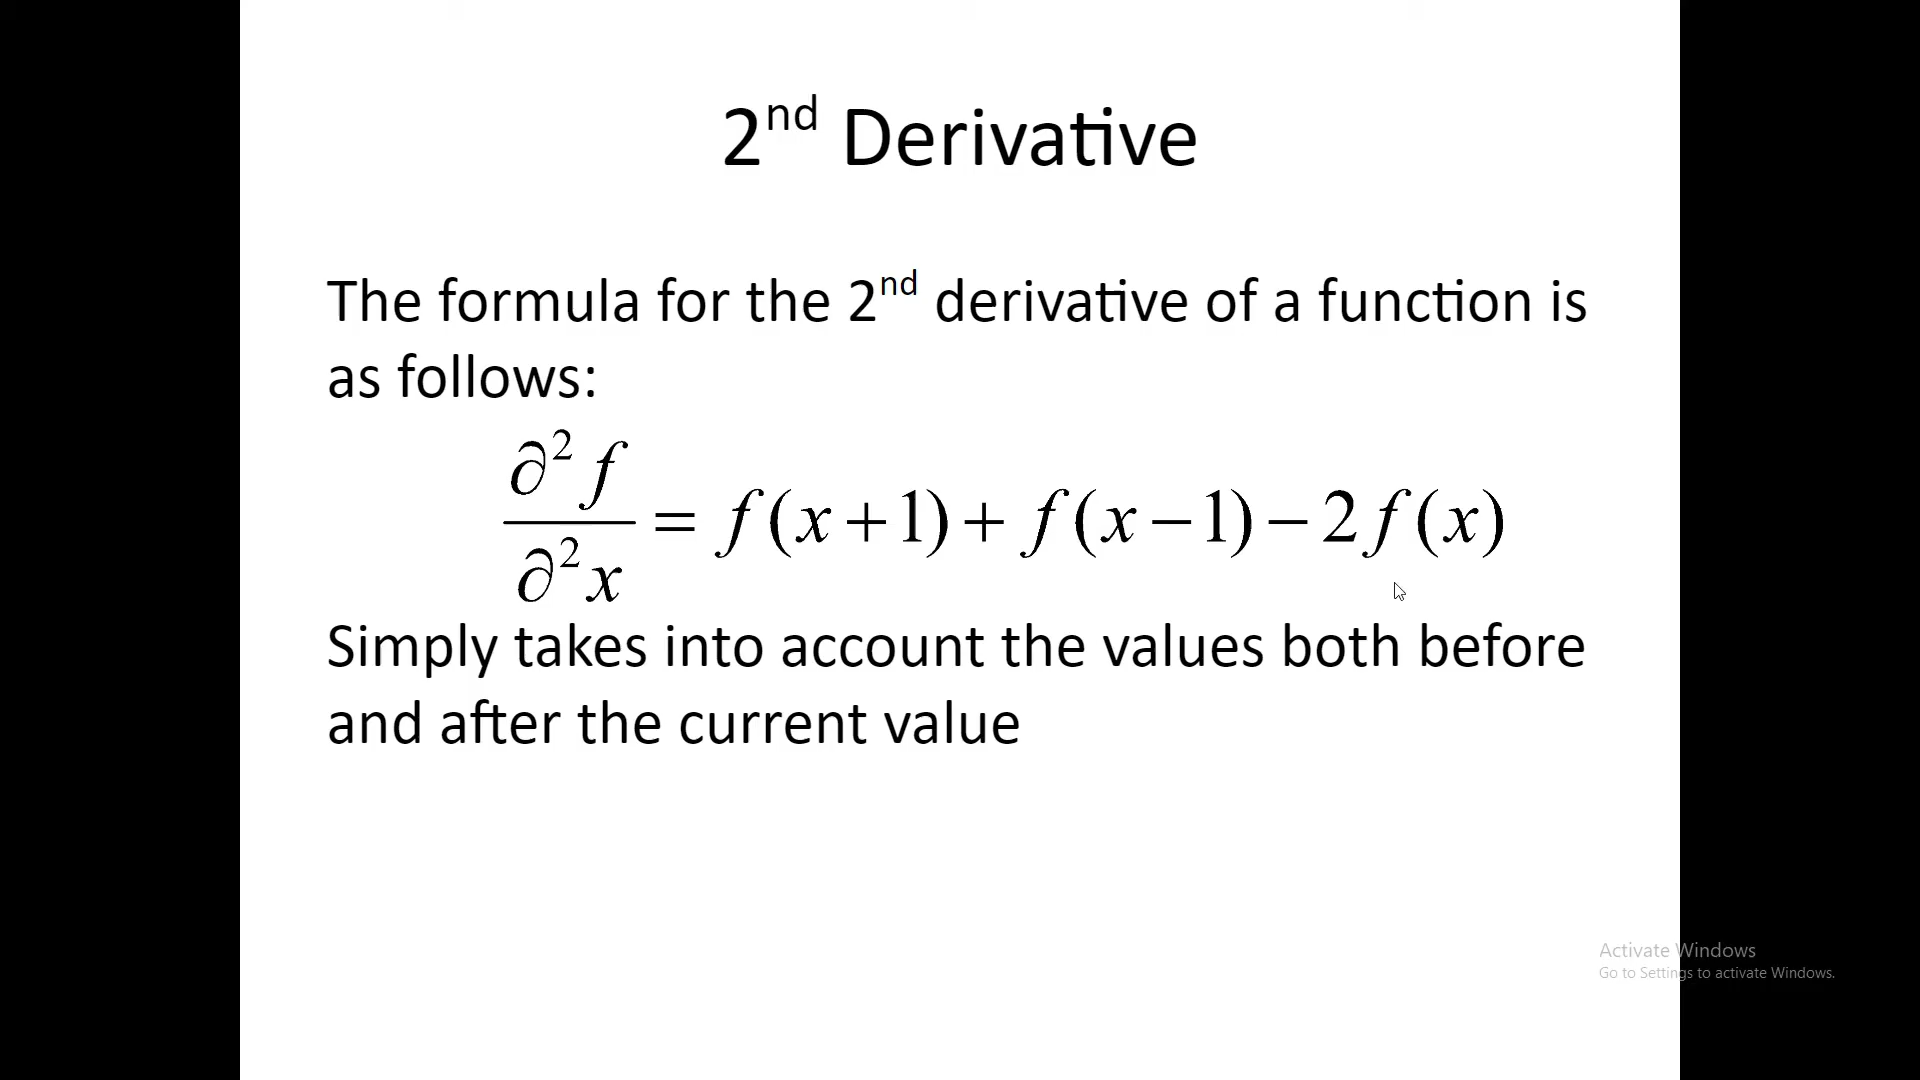 2nd Derivative
The formula for the 2nd derivative of a function is
as follows:
∂²f / ∂²x = f(x+1) + f(x−1) − 2f(x)
Simply takes into account the values both before
and after the current value
Activate Windows
Go to Settings to activate Windows.